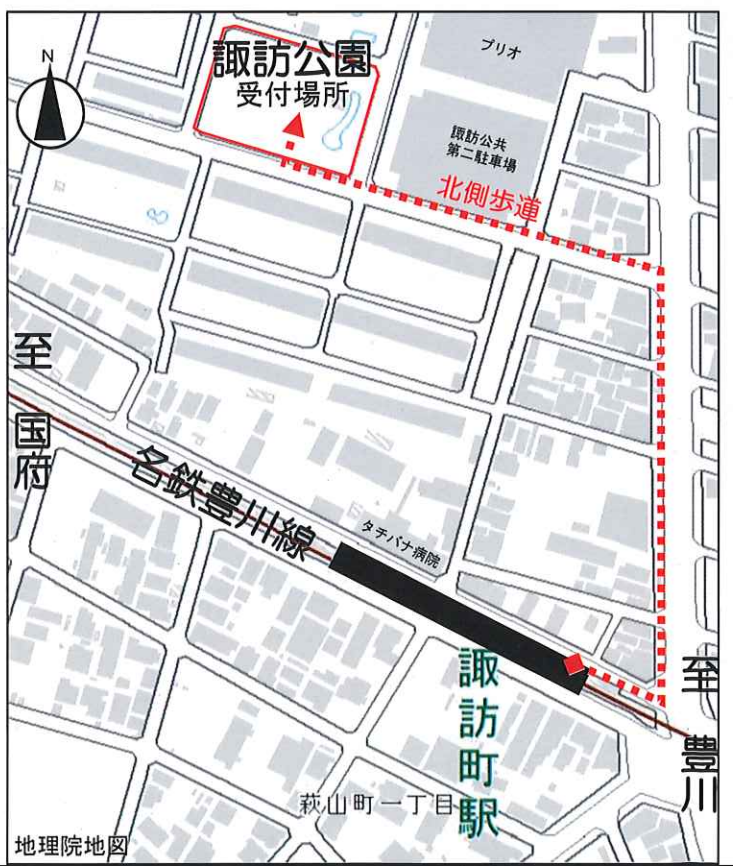 N
諏訪公園
受付場所
プリオ
諏訪公共
第二駐車場
北側歩道
至
国府
名鉄豊川線
タチバナ病院
諏訪町駅
至
豊川
萩山町一丁目
地理院地図